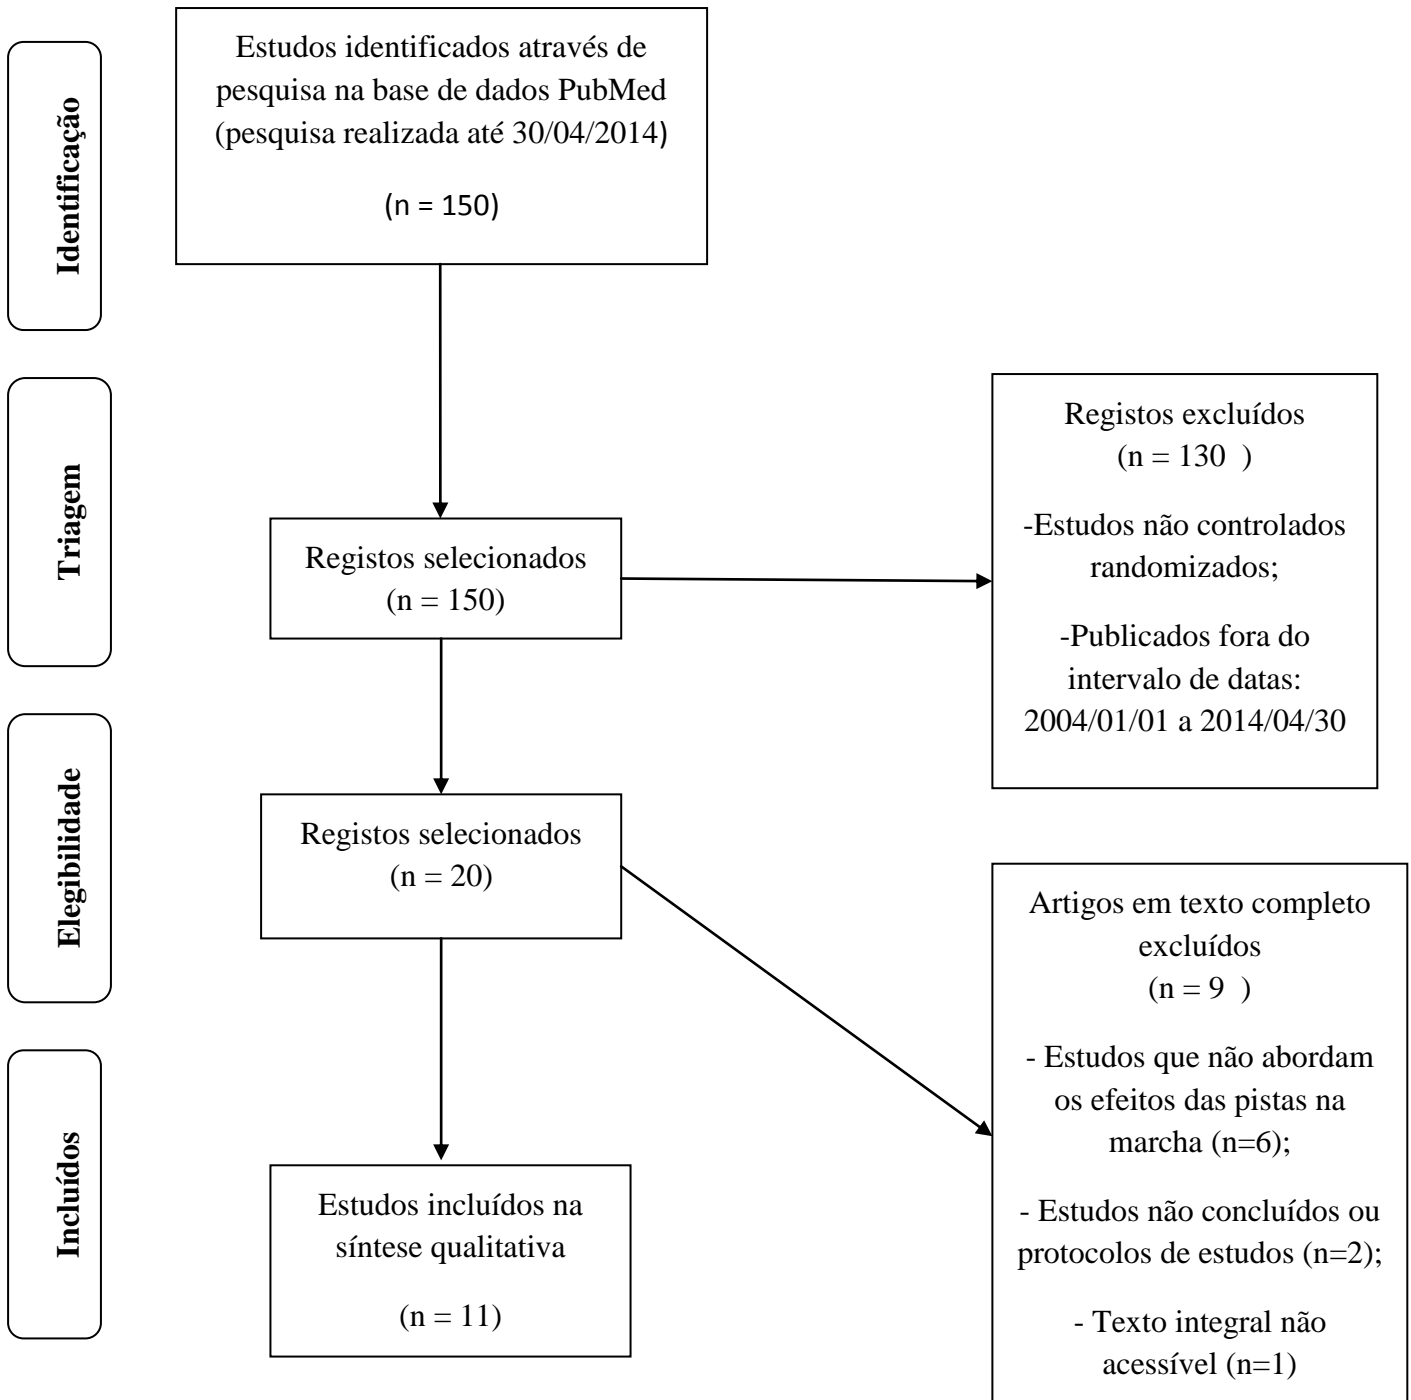 Identificação
Estudos identificados através de
pesquisa na base de dados PubMed
(pesquisa realizada até 30/04/2014)
(n = 150)
Triagem
Registos selecionados
(n = 150)
Registos excluídos
(n = 130 )
-Estudos não controlados
randomizados;
-Publicados fora do
intervalo de datas:
2004/01/01 a 2014/04/30
Elegibilidade
Registos selecionados
(n = 20)
Artigos em texto completo
excluídos
(n = 9 )
- Estudos que não abordam
os efeitos das pistas na
marcha (n=6);
- Estudos não concluídos ou
protocolos de estudos (n=2);
- Texto integral não
acessível (n=1)
Incluídos
Estudos incluídos na
síntese qualitativa
(n = 11)